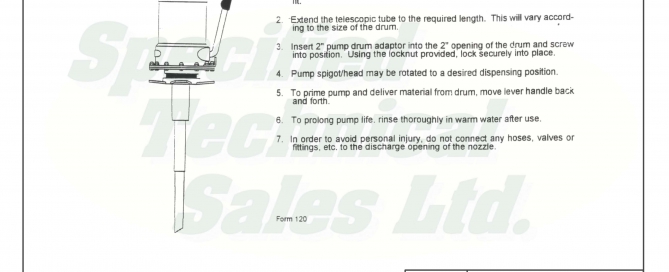 fit.
2. Extend the telescopic tube to the required length. This will vary accord-
ing to the size of the drum.
3. Insert 2" pump drum adaptor into the 2" opening of the drum and screw
into position. Using the locknut provided, lock securely into place.
4. Pump spigot/head may be rotated to a desired dispensing position.
5. To prime pump and deliver material from drum, move lever handle back
and forth.
6. To prolong pump life, rinse thoroughly in warm water after use.
7. In order to avoid personal injury, do not connect any hoses, valves or
fittings, etc. to the discharge opening of the nozzle.
Form 120
Technical
Sales Ltd.